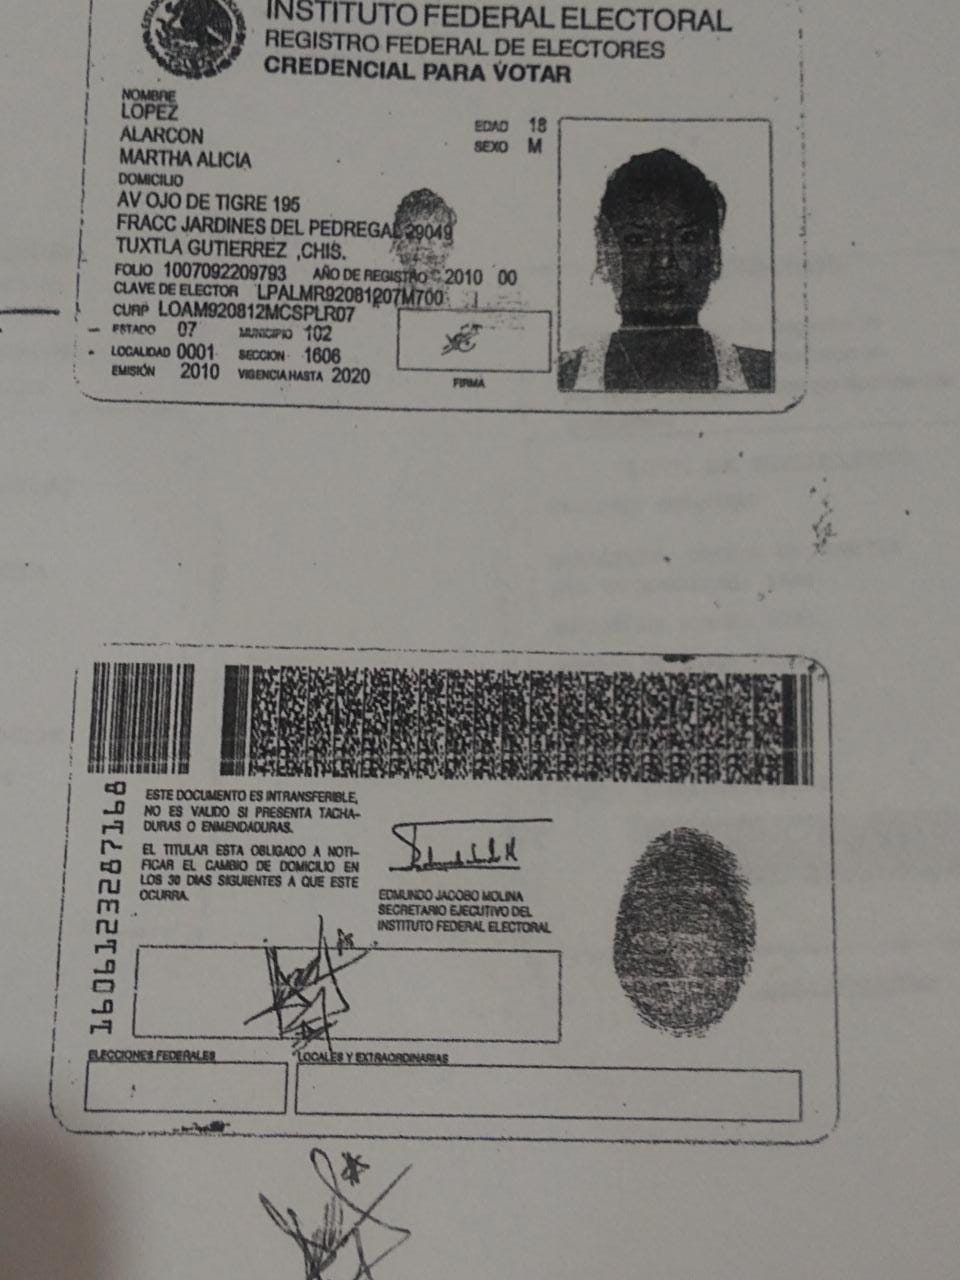 INSTITUTO FEDERAL ELECTORAL
REGISTRO FEDERAL DE ELECTORES
CREDENCIAL PARA VOTAR
NOMBRE
LOPEZ
ALARCON
MARTHA ALICIA
EDAD 18
SEXO M
DOMICILIO
AV OJO DE TIGRE 195
FRACC JARDINES DEL PEDREGAL 29049
TUXTLA GUTIERREZ ,CHIS.
FOLIO 1007092209793 AÑO DE REGISTRO 2010 00
CLAVE DE ELECTOR LPALMR92081207M700
CURP LOAM920812MCSPLR07
ESTADO 07 MUNICIPIO 102
LOCALIDAD 0001 SECCION 1606
EMISIÓN 2010 VIGENCIA HASTA 2020
FIRMA
1606123287168
ESTE DOCUMENTO ES INTRANSFERIBLE,
NO ES VALIDO SI PRESENTA TACHA-
DURAS O ENMENDADURAS.
EL TITULAR ESTA OBLIGADO A NOTI-
FICAR EL CAMBIO DE DOMICILIO EN
LOS 30 DIAS SIGUIENTES A QUE ESTE
OCURRA.
EDMUNDO JACOBO MOLINA
SECRETARIO EJECUTIVO DEL
INSTITUTO FEDERAL ELECTORAL
ELECCIONES FEDERALES
LOCALES Y EXTRAORDINARIAS